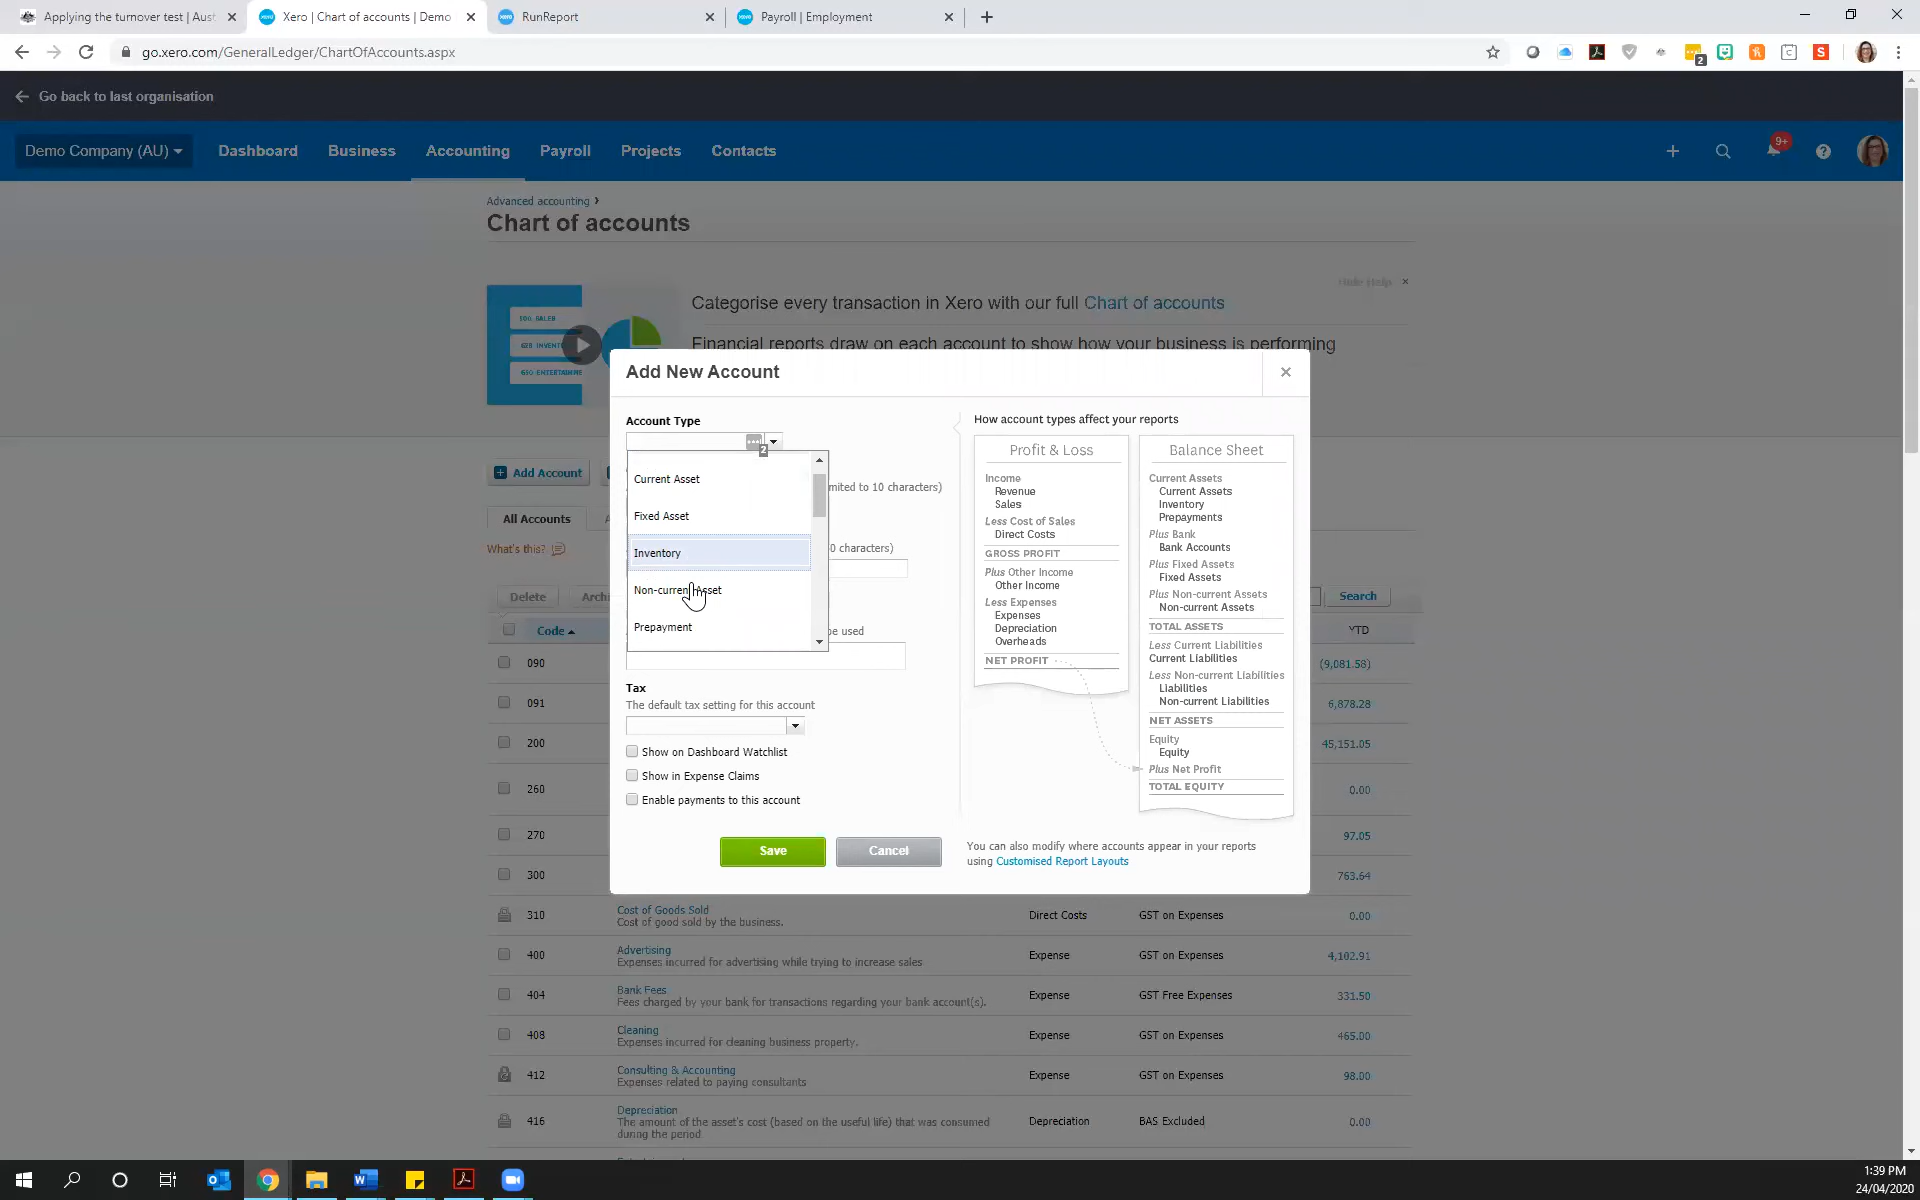 Applying the turnover test | Aust
Xero | Chart of accounts | Demo
RunReport
Payroll | Employment
go.xero.com/GeneralLedger/ChartOfAccounts.aspx
2
S
Go back to last organisation
Demo Company (AU)
Dashboard
Business
Accounting
Payroll
Projects
Contacts
9+
Advanced accounting ›
Chart of accounts
Hide Help
Categorise every transaction in Xero with our full Chart of accounts
Financial reports draw on each account to show how your business is performing
Add New Account
Account Type
2
Current Asset
Fixed Asset
Inventory
Non-current Asset
Prepayment
mited to 10 characters)
0 characters)
be used
Tax
The default tax setting for this account
Show on Dashboard Watchlist
Show in Expense Claims
Enable payments to this account
Save
Cancel
How account types affect your reports
Profit & Loss
Income
Revenue
Sales
Less Cost of Sales
Direct Costs
GROSS PROFIT
Plus Other Income
Other Income
Less Expenses
Expenses
Depreciation
Overheads
NET PROFIT
Balance Sheet
Current Assets
Current Assets
Inventory
Prepayments
Plus Bank
Bank Accounts
Plus Fixed Assets
Fixed Assets
Plus Non-current Assets
Non-current Assets
TOTAL ASSETS
Less Current Liabilities
Current Liabilities
Less Non-current Liabilities
Liabilities
Non-current Liabilities
NET ASSETS
Equity
Equity
Plus Net Profit
TOTAL EQUITY
You can also modify where accounts appear in your reports
using Customised Report Layouts
Add Account
All Accounts
What's this?
Delete
Archi
Search
Code
YTD
090
(9,081.58)
091
6,878.28
200
45,151.05
260
0.00
270
97.05
300
763.64
310
Cost of Goods Sold
Cost of good sold by the business.
Direct Costs
GST on Expenses
0.00
400
Advertising
Expenses incurred for advertising while trying to increase sales
Expense
GST on Expenses
4,102.91
404
Bank Fees
Fees charged by your bank for transactions regarding your bank account(s).
Expense
GST Free Expenses
331.50
408
Cleaning
Expenses incurred for cleaning business property.
Expense
GST on Expenses
465.00
412
Consulting & Accounting
Expenses related to paying consultants
Expense
GST on Expenses
98.00
416
Depreciation
The amount of the asset's cost (based on the useful life) that was consumed
during the period
Depreciation
BAS Excluded
0.00
1:39 PM
24/04/2020